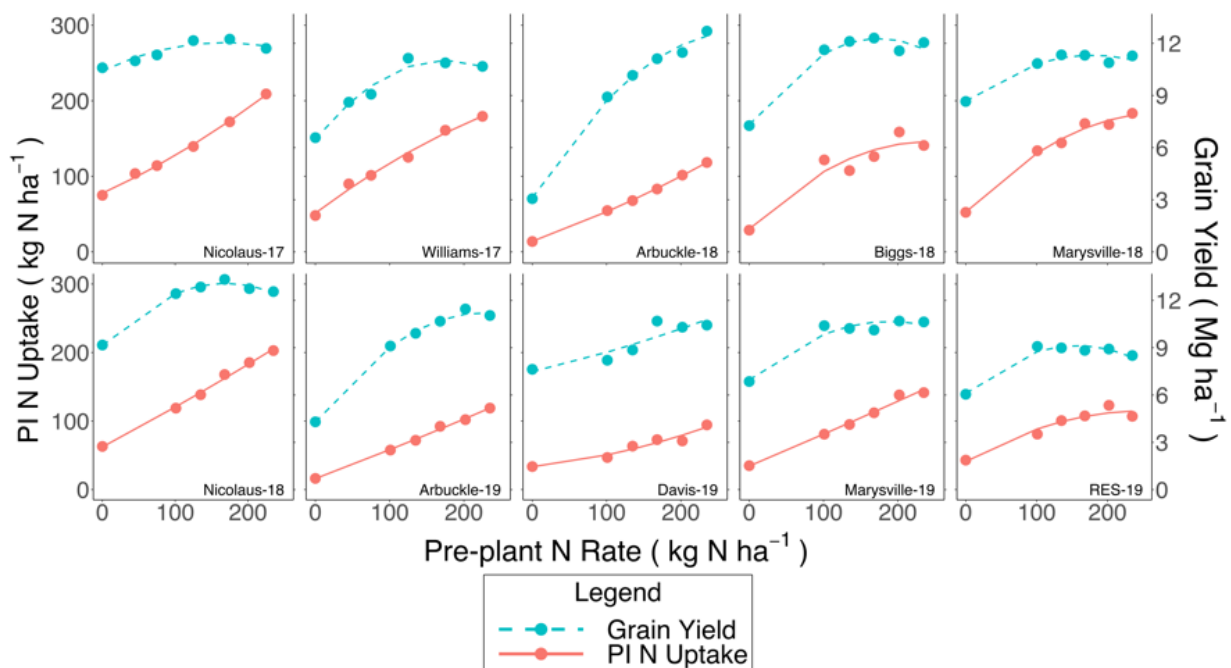 300
200
100
0
Nicolaus-17
Williams-17
Arbuckle-18
Biggs-18
Marysville-18
12
9
6
3
0
300
200
100
0
Nicolaus-18
Arbuckle-19
Davis-19
Marysville-19
RES-19
12
9
6
3
0
0 100 200 0 100 200 0 100 200 0 100 200 0 100 200
PI N Uptake ( kg N ha⁻¹ )
Grain Yield ( Mg ha⁻¹ )
Pre-plant N Rate ( kg N ha⁻¹ )
Legend
Grain Yield
PI N Uptake